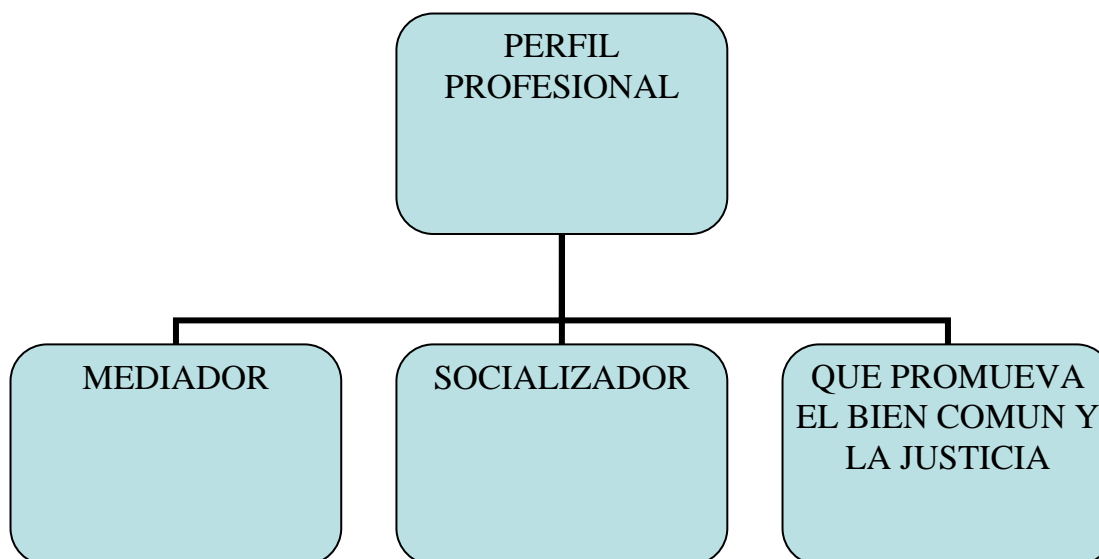 PERFIL
PROFESIONAL
MEDIADOR
SOCIALIZADOR
QUE PROMUEVA
EL BIEN COMUN Y
LA JUSTICIA